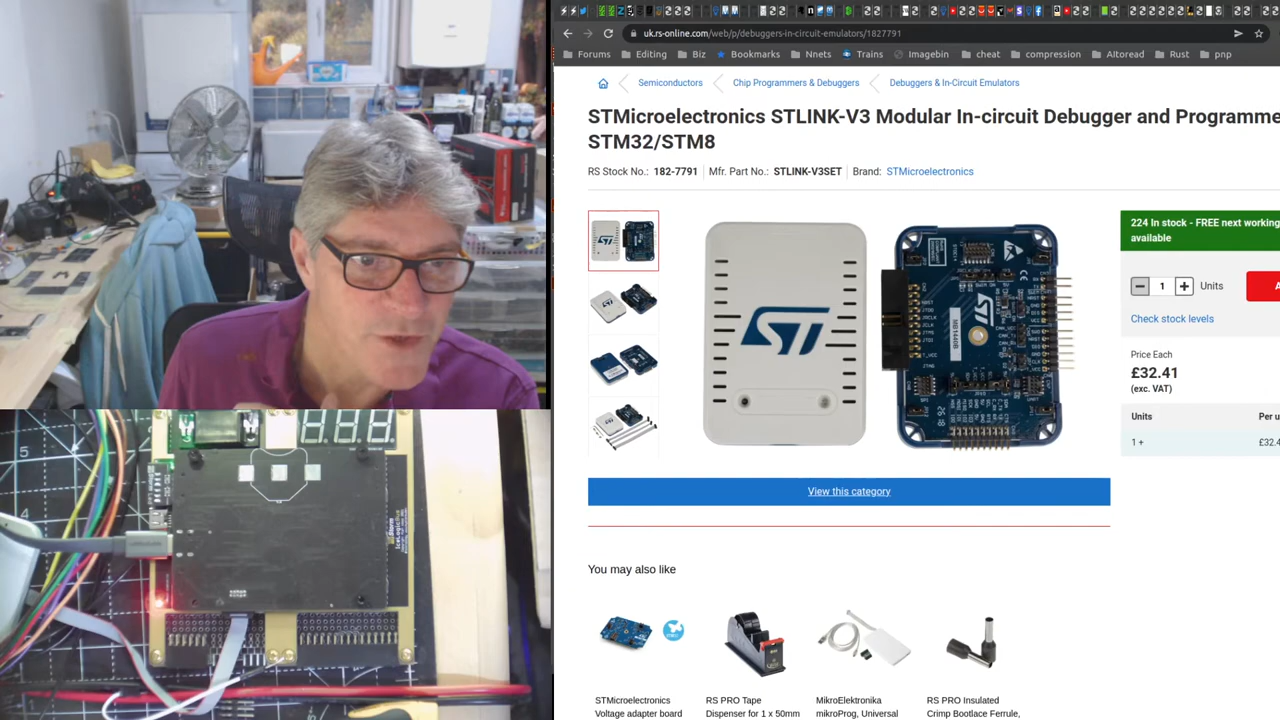 uk.rs-online.com/web/p/debuggers-in-circuit-emulators/1827791
Forums
Editing
Biz
Bookmarks
Nnets
Trains
Imagebin
cheat
compression
Altoread
Rust
pnp
Semiconductors
Chip Programmers & Debuggers
Debuggers & In-Circuit Emulators
STMicroelectronics STLINK-V3 Modular In-circuit Debugger and Programme
STM32/STM8
RS Stock No.: 182-7791
Mfr. Part No.: STLINK-V3SET
Brand: STMicroelectronics
224 In stock - FREE next working
available
1
Units
Check stock levels
Price Each
£32.41
(exc. VAT)
Units
Per u
1 +
£32.4
ST
ST
MB1440B
View this category
You may also like
STMicroelectronics
Voltage adapter board
RS PRO Tape
Dispenser for 1 x 50mm
MikroElektronika
mikroProg, Universal
RS PRO Insulated
Crimp Bootlace Ferrule,
5
4